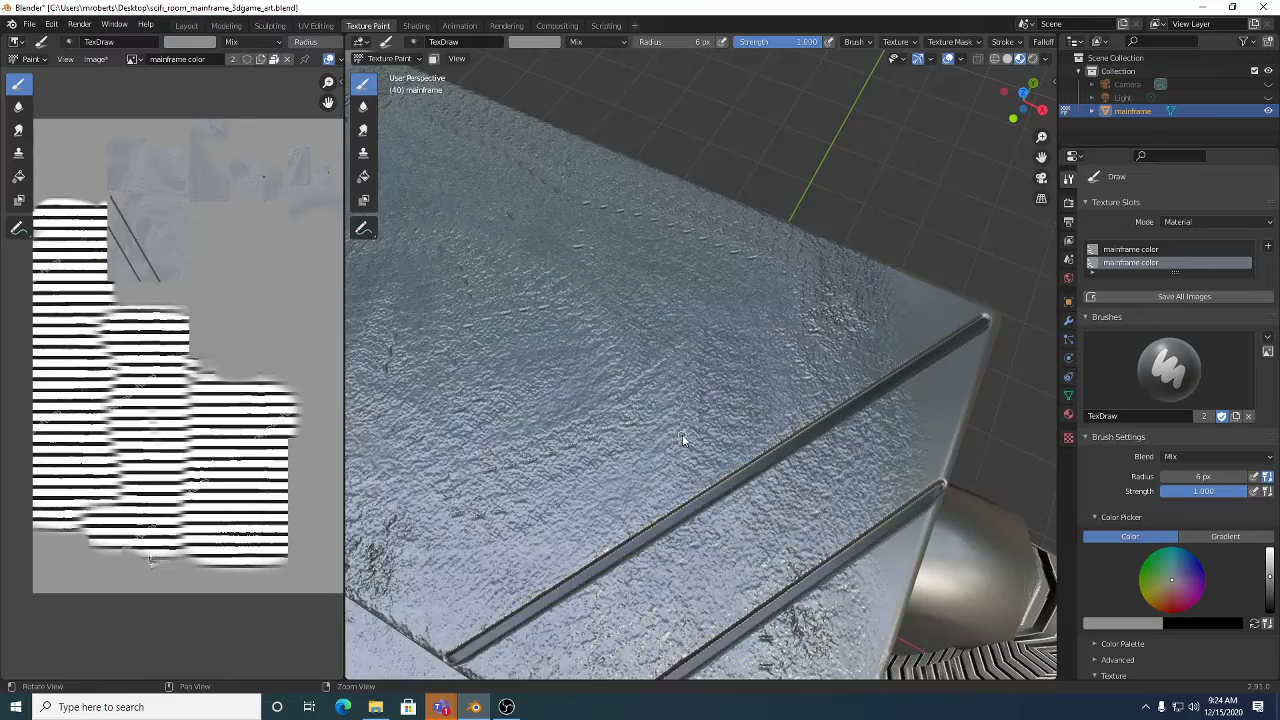 Blender* [C:\Users\mroberts\Desktop\scifi_room_mainframe_3dgame_art.blend]
File Edit Render Window Help Layout Modeling Sculpting UV Editing Texture Paint Shading Animation Rendering Compositing Scripting + Scene View Layer
TexDraw Mix Radius TexDraw Mix Radius 6 px Strength 1.000 Brush Texture Texture Mask Stroke Falloff
Paint View Image* mainframe color 2 Texture Paint View
Scene Collection
Collection
Camera
Light
mainframe
User Perspective
(40) mainframe
Draw
Texture Slots
Mode Material
mainframe color
mainframe color
Save All Images
Brushes
TexDraw 2
Brush Settings
Blend Mix
Radius 6 px
Strength 1.000
Color Picker
Color Gradient
Color Palette
Advanced
Texture
Rotate View Pan View Zoom View 2.91.0
Type here to search
9:24 AM
12/15/2020